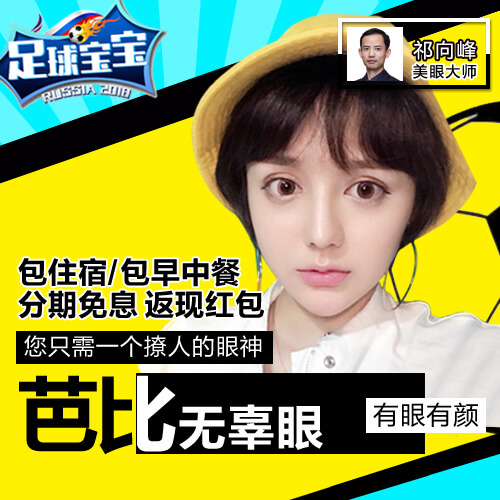 足球宝宝
RUSSIA 2018
祁向峰
美眼大师
包住宿/包早中餐
分期免息 返现红包
您只需一个撩人的眼神
芭比无辜眼
有眼有颜